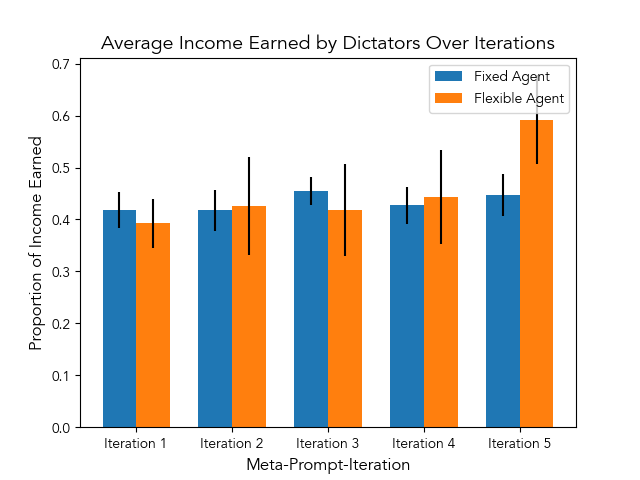 Average Income Earned by Dictators Over Iterations
Fixed Agent
Flexible Agent
Proportion of Income Earned
0.7
0.6
0.5
0.4
0.3
0.2
0.1
0.0
Iteration 1 Iteration 2 Iteration 3 Iteration 4 Iteration 5
Meta-Prompt-Iteration